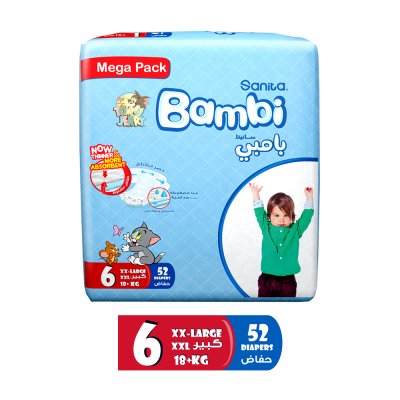 Mega Pack
Sanita
Bambi
سانيتا
بامبي
NOW
THINNER &
MORE
ABSORBENT
6
XX-LARGE
XXL كبير
18+KG
52
DIAPERS
حفاض
6
XX-LARGE
XXL كبير
18+KG
52
DIAPERS
حفاض